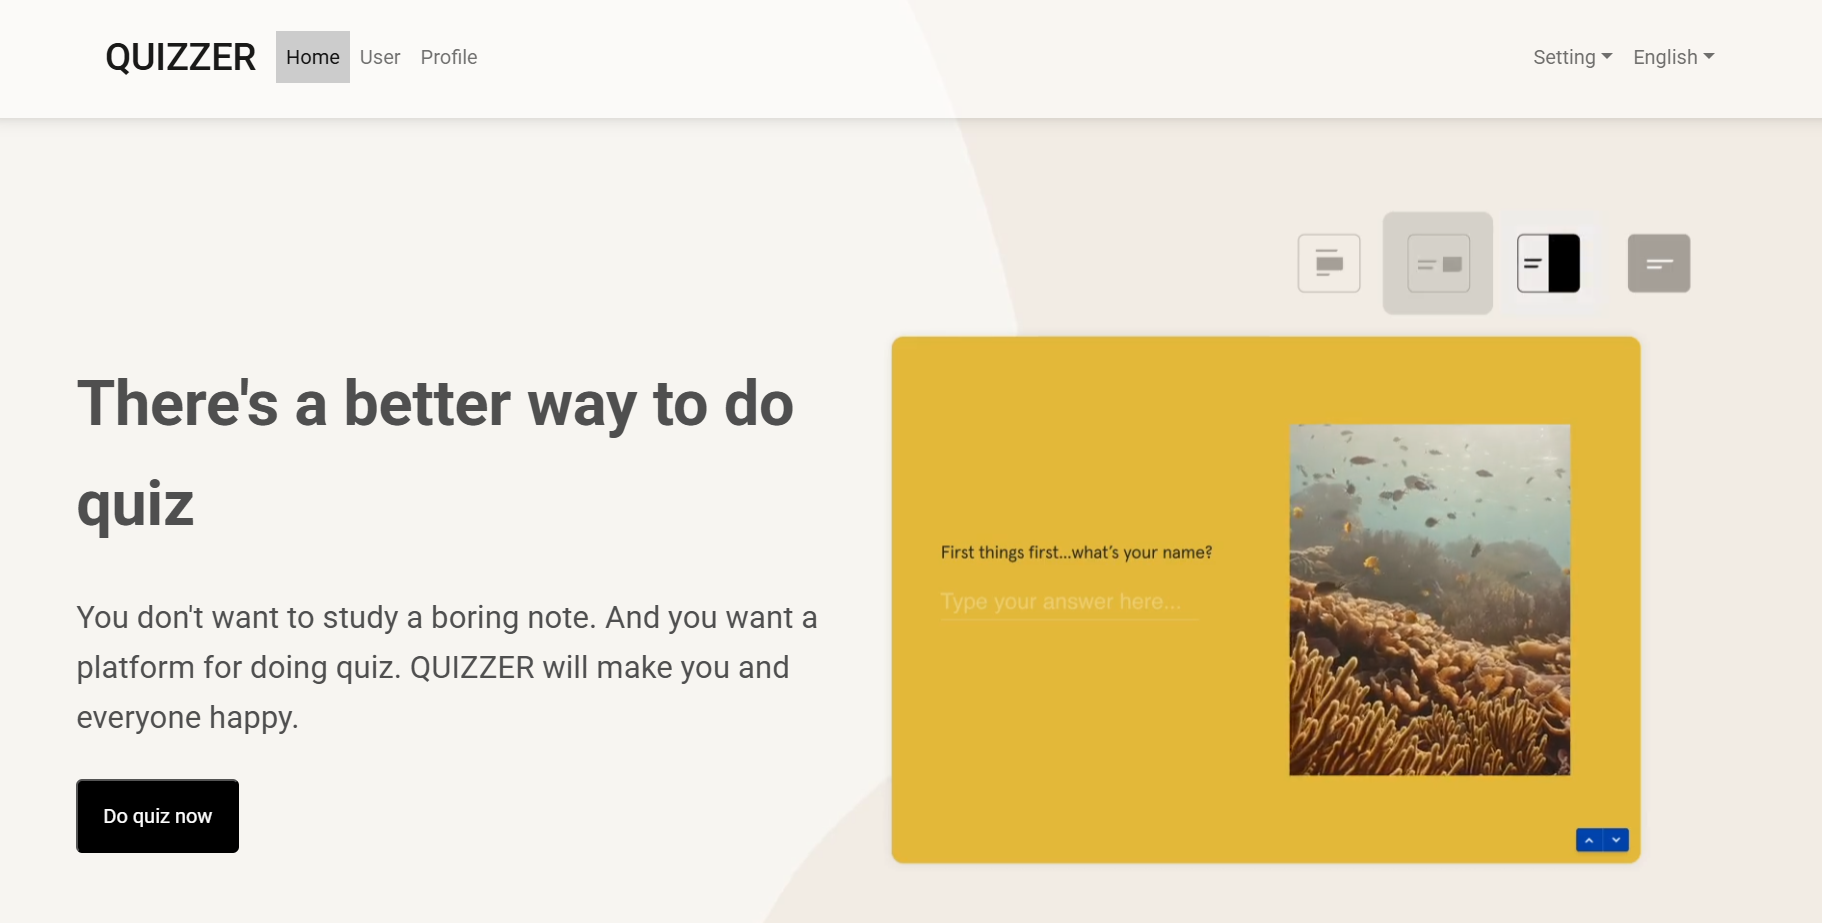 QUIZZER Home User Profile Setting English
There's a better way to do
quiz
You don't want to study a boring note. And you want a
platform for doing quiz. QUIZZER will make you and
everyone happy.
Do quiz now
First things first...what's your name?
Type your answer here...